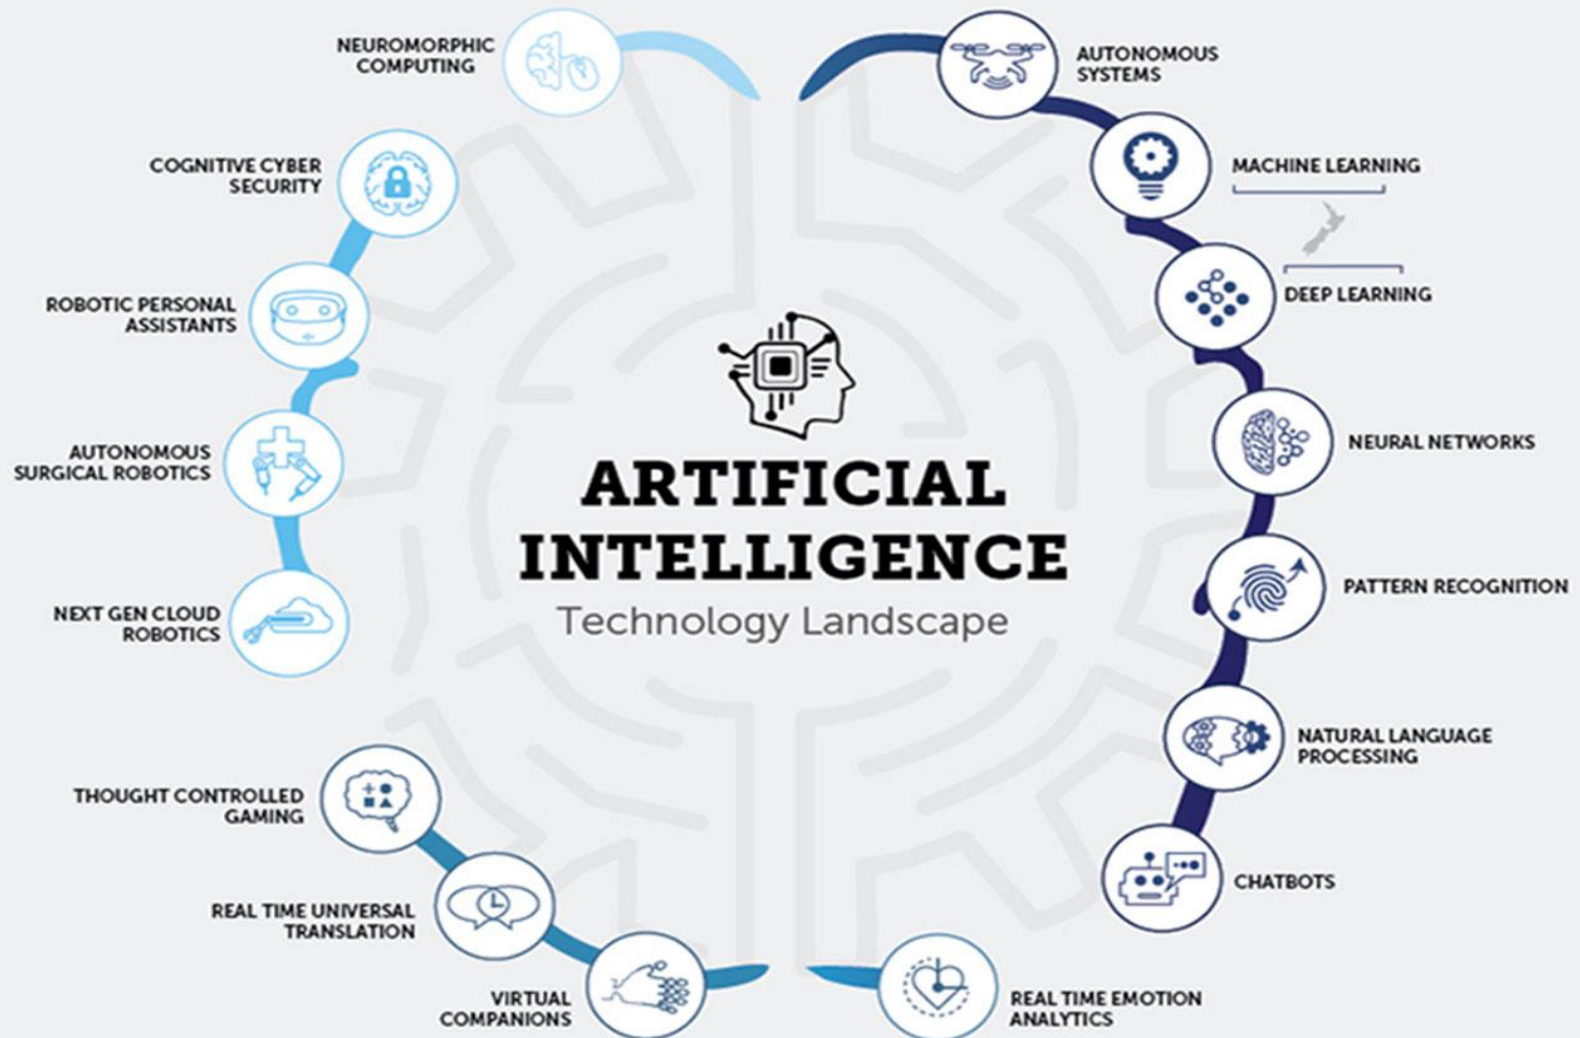 NEUROMORPHIC
COMPUTING
COGNITIVE CYBER
SECURITY
ROBOTIC PERSONAL
ASSISTANTS
AUTONOMOUS
SURGICAL ROBOTICS
NEXT GEN CLOUD
ROBOTICS
THOUGHT CONTROLLED
GAMING
REAL TIME UNIVERSAL
TRANSLATION
VIRTUAL
COMPANIONS
ARTIFICIAL
INTELLIGENCE
Technology Landscape
AUTONOMOUS
SYSTEMS
MACHINE LEARNING
DEEP LEARNING
NEURAL NETWORKS
PATTERN RECOGNITION
NATURAL LANGUAGE
PROCESSING
CHATBOTS
REAL TIME EMOTION
ANALYTICS